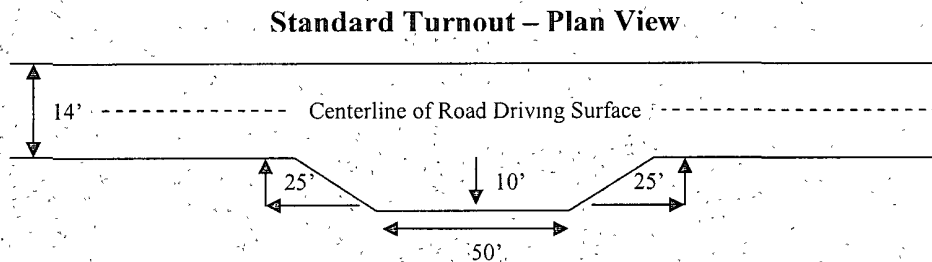 Standard Turnout – Plan View
14'
Centerline of Road Driving Surface
25'
10'
25'
50'